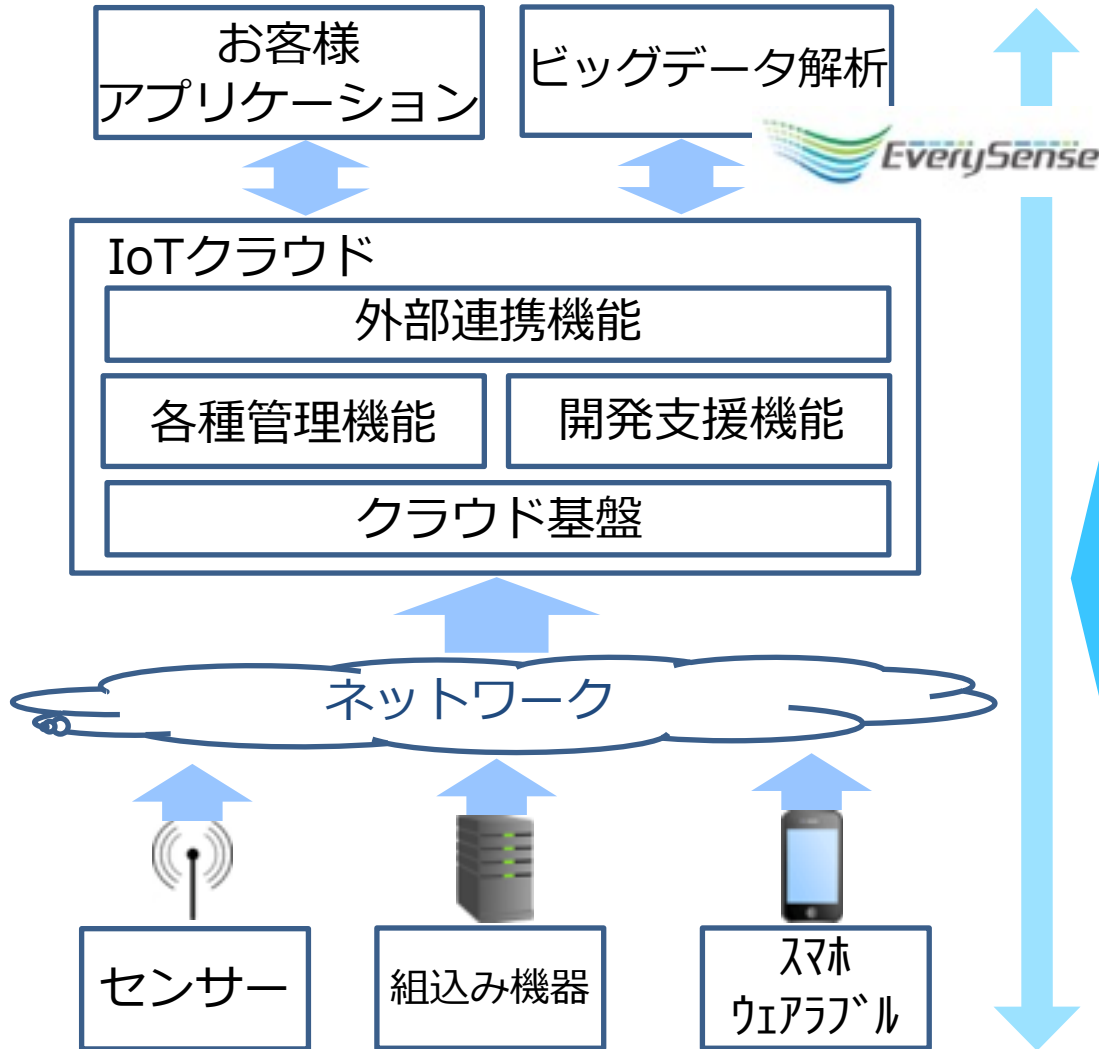 お客様
アプリケーション
ビッグデータ解析
EverySense
IoTクラウド
外部連携機能
各種管理機能
開発支援機能
クラウド基盤
ネットワーク
センサー
組込み機器
ｽﾏﾎ
ｳｪｱﾗﾌﾞﾙ